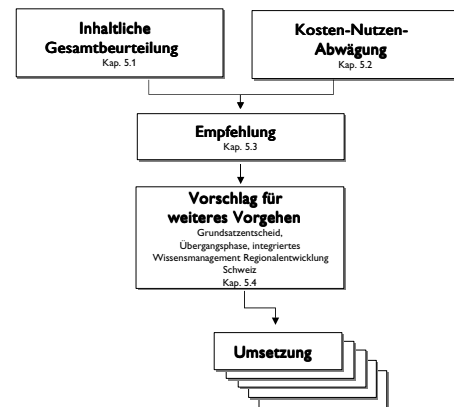 Inhaltliche
Gesamtbeurteilung
Kap. 5.1
Kosten-Nutzen-
Abwägung
Kap. 5.2
Empfehlung
Kap. 5.3
Vorschlag für
weiteres Vorgehen
Grundsatzentscheid,
Übergangsphase, integriertes
Wissensmanagement Regionalentwicklung
Schweiz
Kap. 5.4
Umsetzung